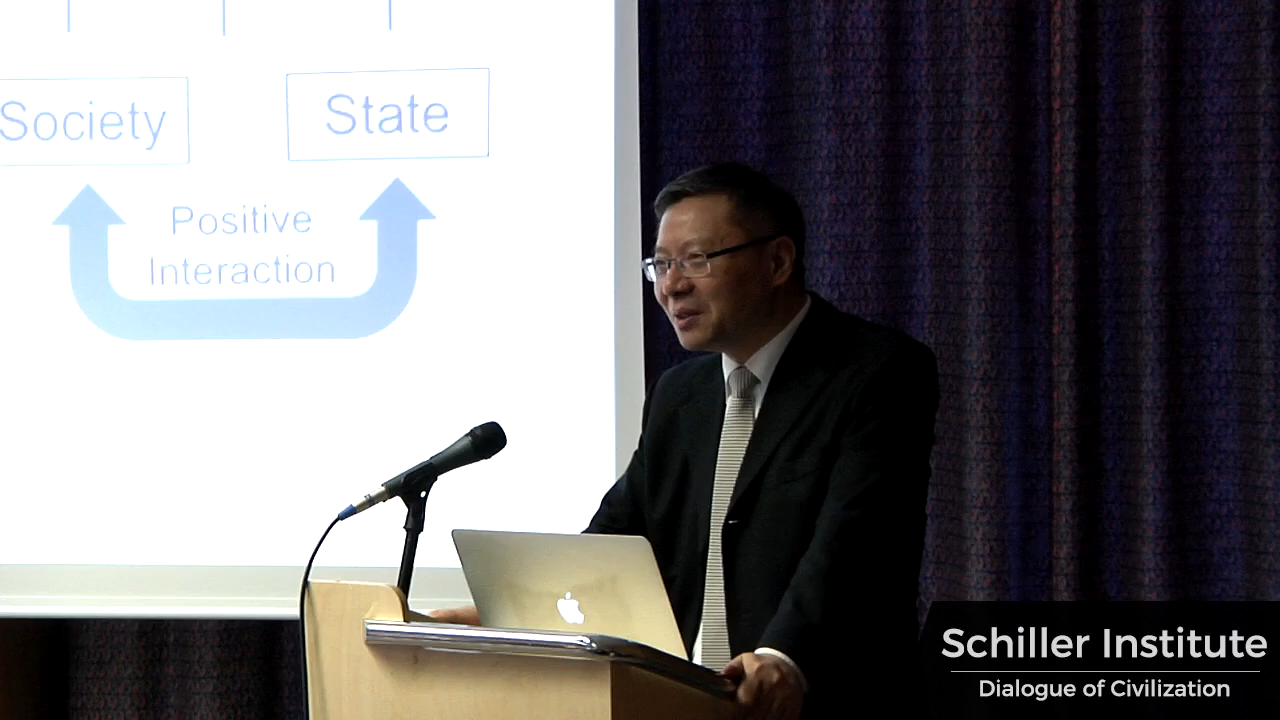 Society
State
Positive
Interaction
Schiller Institute
Dialogue of Civilization